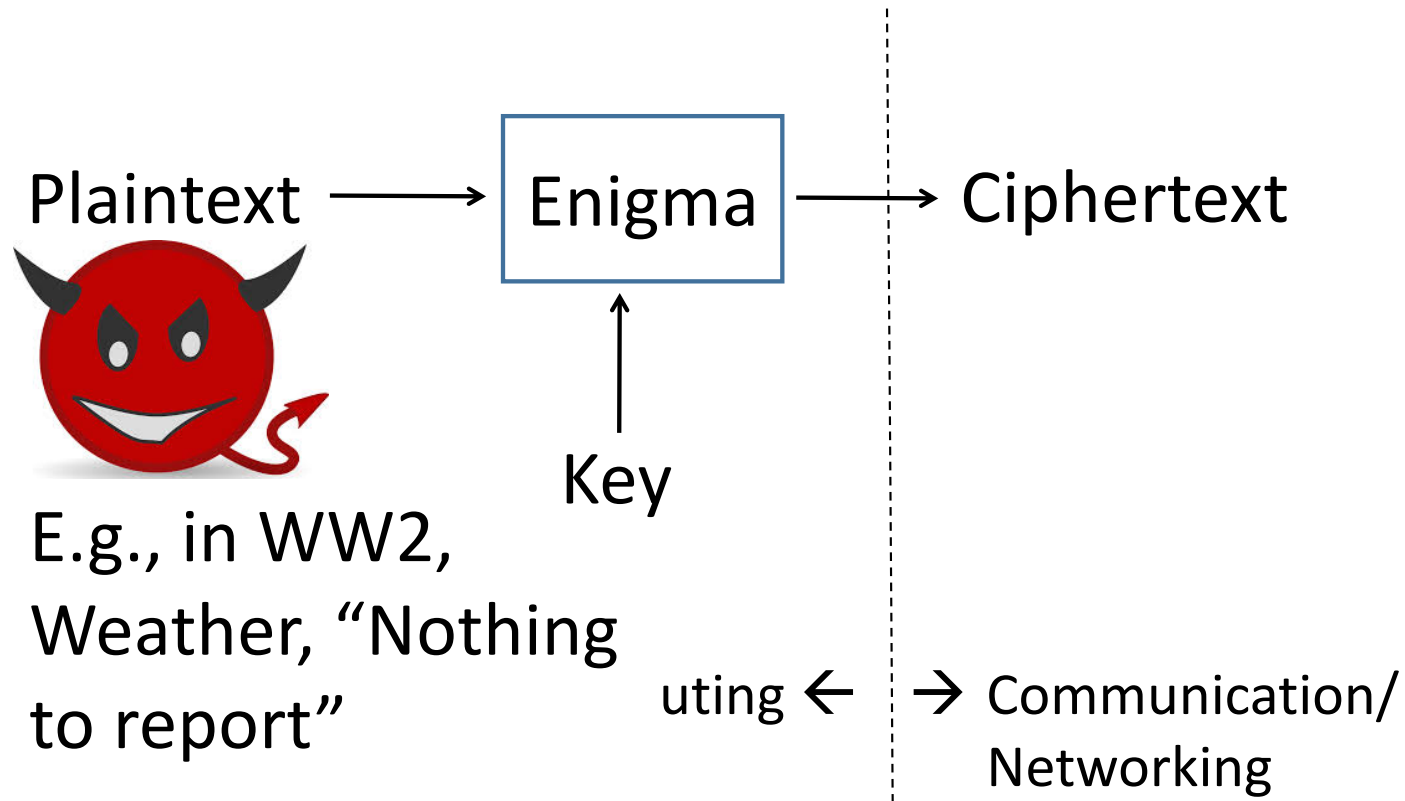 Plaintext
Enigma
Ciphertext
Key
E.g., in WW2,
Weather, “Nothing
to report”
uting ← → Communication/
Networking